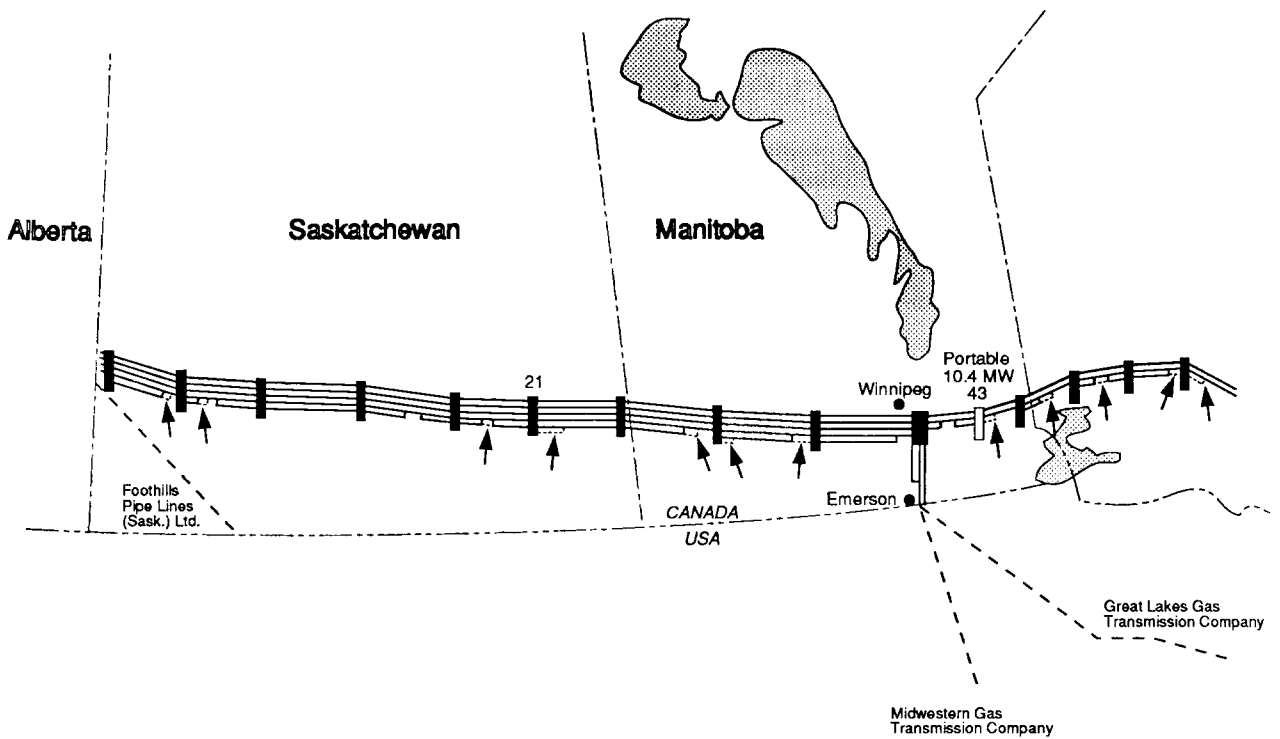 Alberta
Saskatchewan
Manitoba
21
Winnipeg
Portable
10.4 MW
43
Foothills
Pipe Lines
(Sask.) Ltd.
Emerson
CANADA
USA
Great Lakes Gas
Transmission Company
Midwestern Gas
Transmission Company